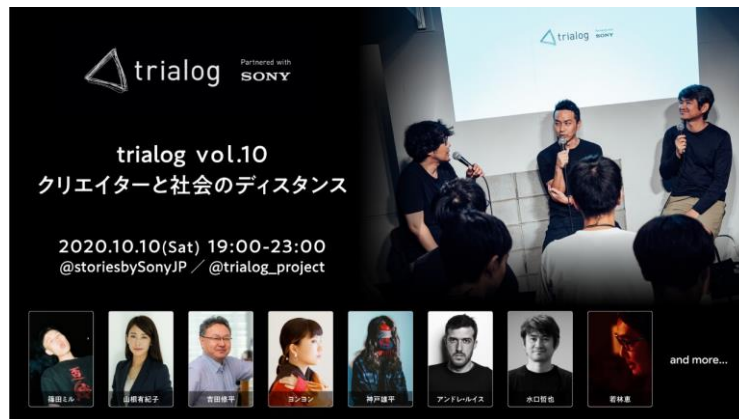 trialog
Partnered with
SONY
trialog
SONY
trialog vol.10
クリエイターと社会のディスタンス
2020.10.10(Sat) 19:00-23:00
@storiesbySonyJP ／ @trialog_project
篠田ミル
山根有紀子
吉田修平
ヨンヨン
神戸雄平
アンドレ・ルイス
水口哲也
若林恵
and more...